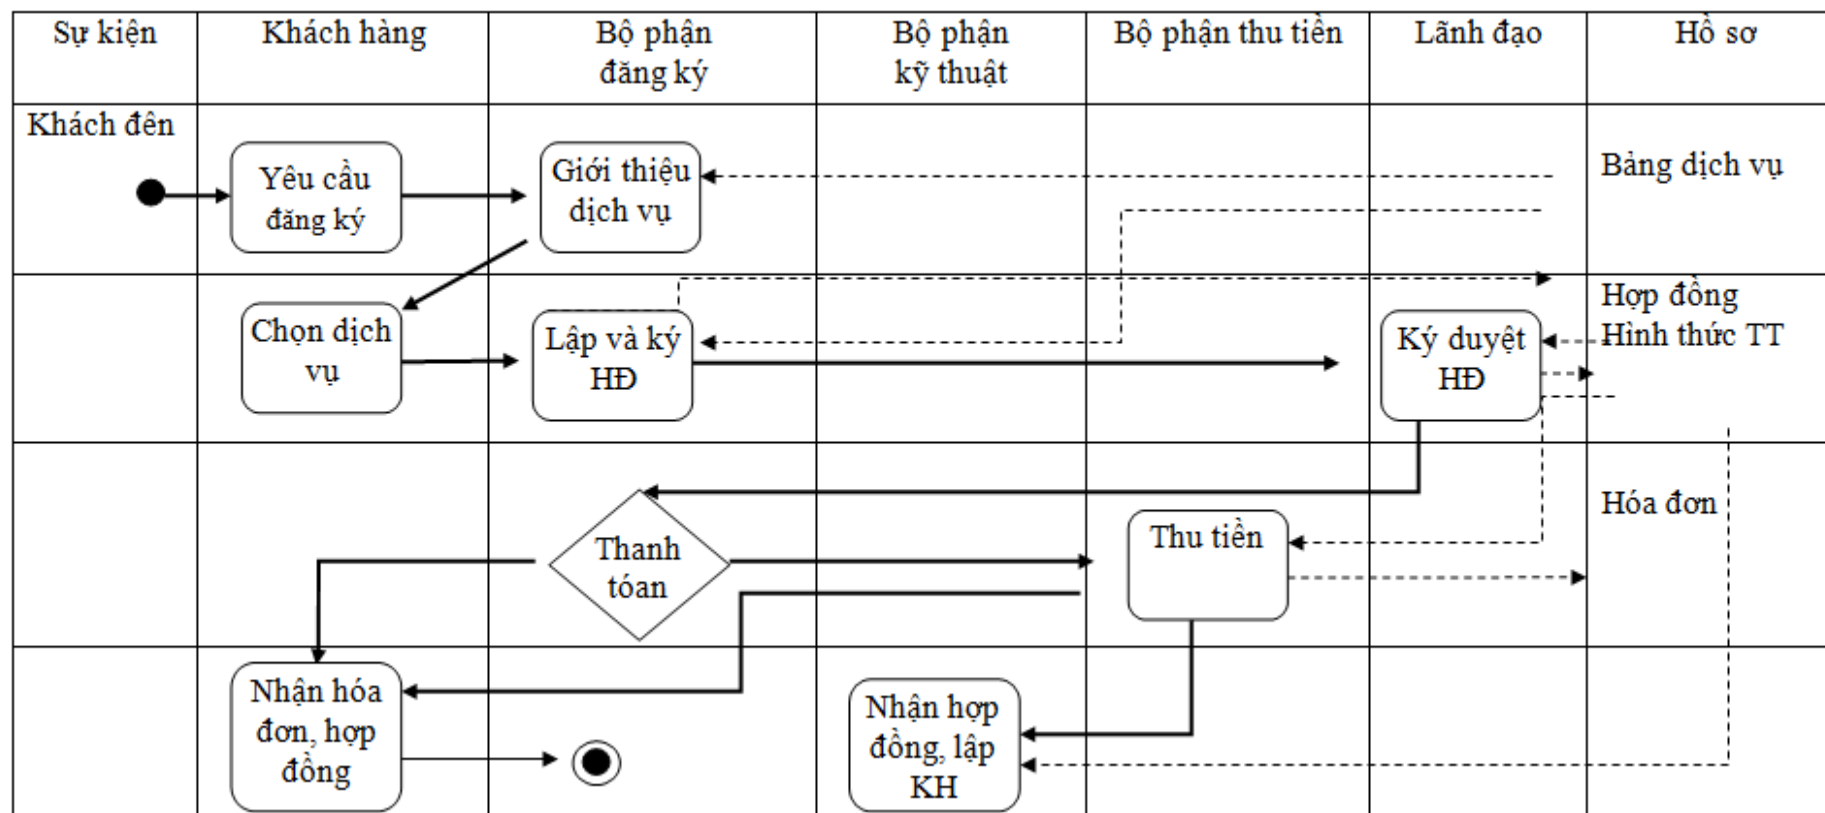 Sự kiện
Khách hàng
Bộ phận
đăng ký
Bộ phận
kỹ thuật
Bộ phận thu tiền
Lãnh đạo
Hồ sơ
Khách đên
Yêu cầu
đăng ký
Giới thiệu
dịch vụ
Bảng dịch vụ
Chọn dịch
vụ
Lập và ký
HĐ
Ký duyệt
HĐ
Hợp đồng
Hình thức TT
Thanh
tóan
Thu tiền
Hóa đơn
Nhận hóa
đơn, hợp
đồng
Nhận hợp
đồng, lập
KH